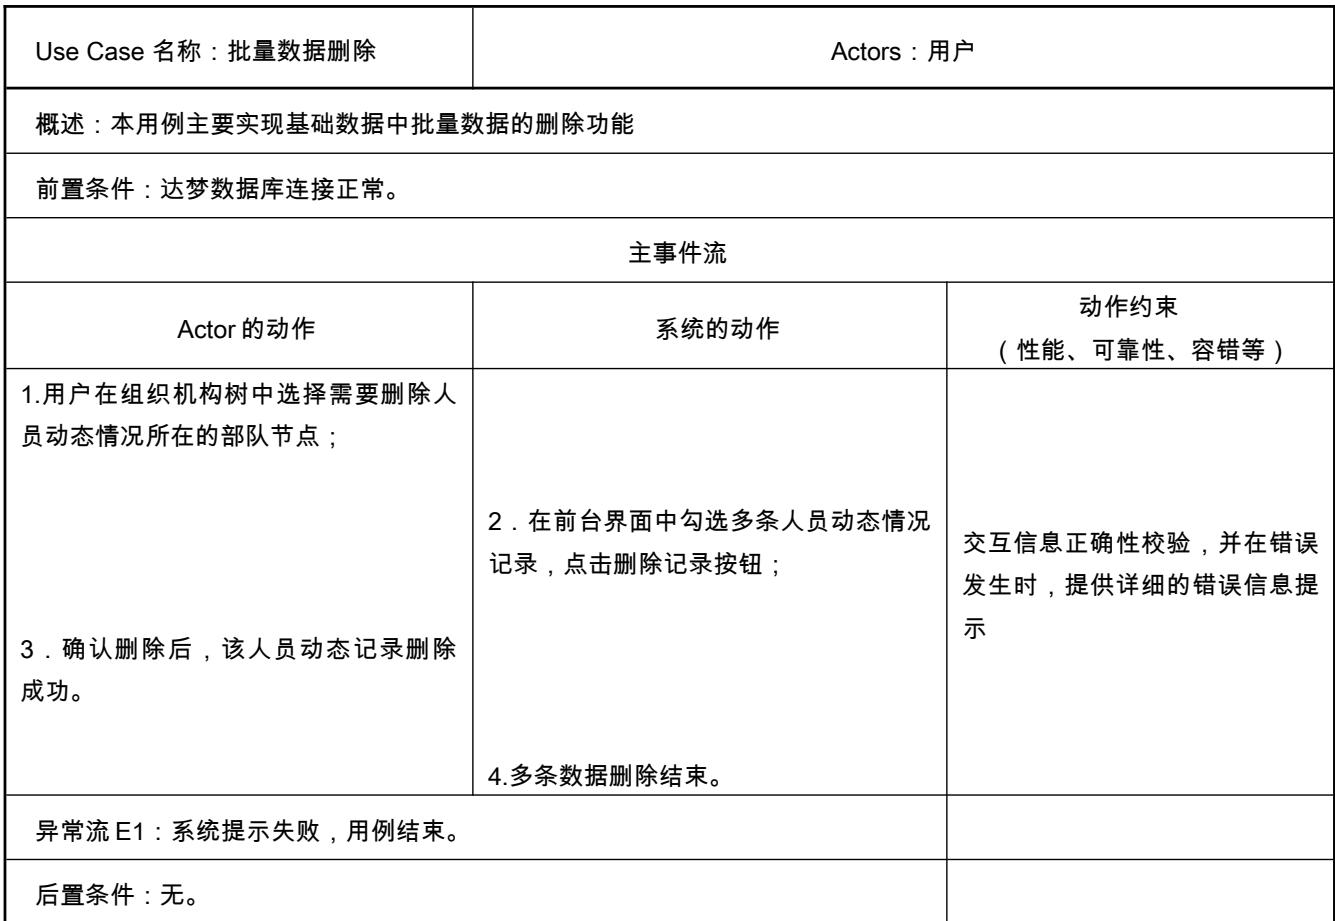 Use Case 名称：批量数据删除
Actors：用户
概述：本用例主要实现基础数据中批量数据的删除功能
前置条件：达梦数据库连接正常。
主事件流
Actor 的动作
系统的动作
动作约束
（性能、可靠性、容错等）
1.用户在组织机构树中选择需要删除人
员动态情况所在的部队节点；
2．在前台界面中勾选多条人员动态情况
记录，点击删除记录按钮；
3．确认删除后，该人员动态记录删除
成功。
4.多条数据删除结束。
交互信息正确性校验，并在错误
发生时，提供详细的错误信息提
示
异常流 E1：系统提示失败，用例结束。
后置条件：无。